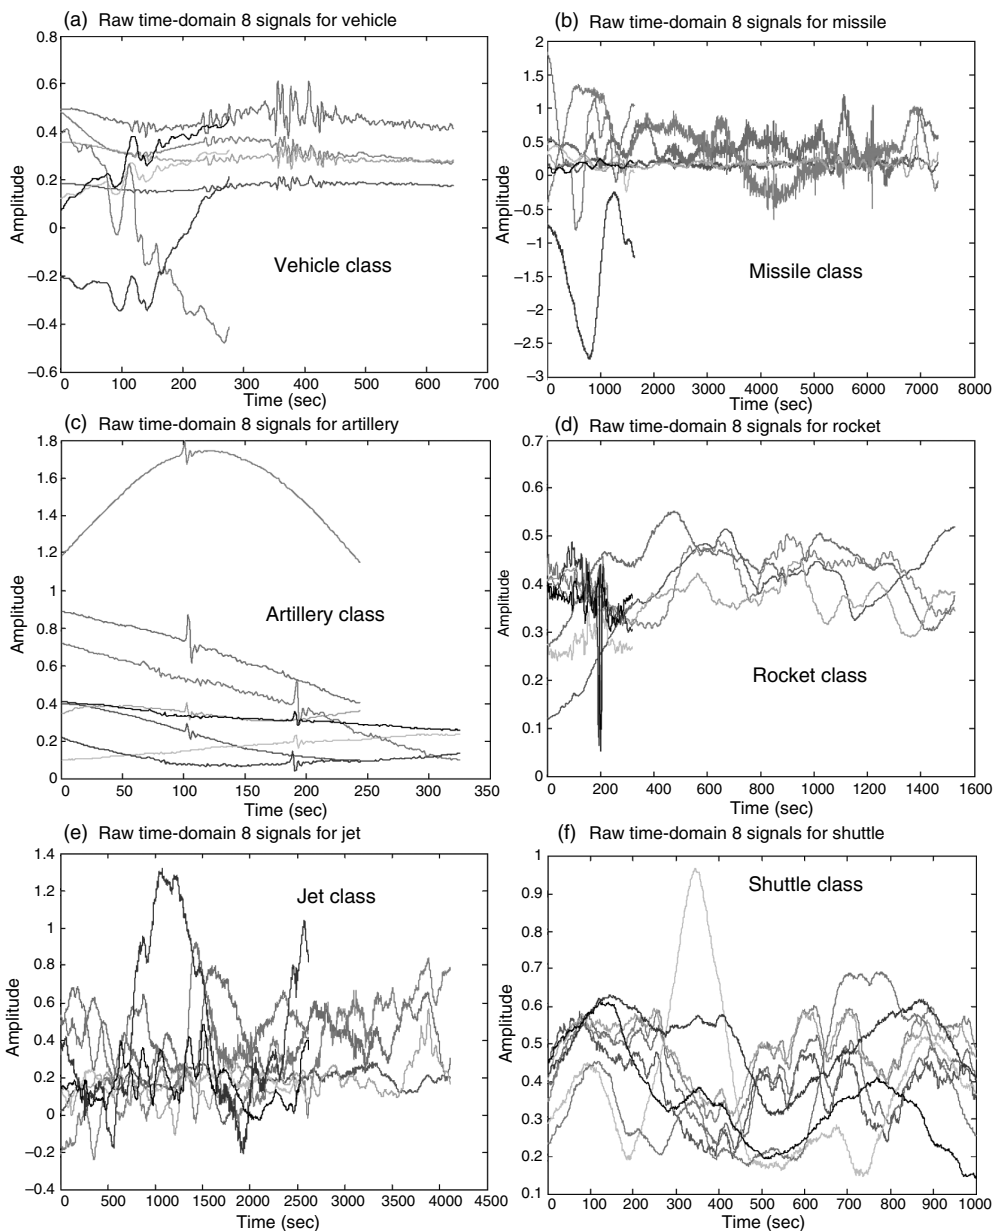 (a) Raw time-domain 8 signals for vehicle
0.8
0.6
0.4
0.2
0
−0.2
−0.4
−0.6
Amplitude
Vehicle class
0 100 200 300 400 500 600 700
Time (sec)
(b) Raw time-domain 8 signals for missile
2
1.5
1
0.5
0
−0.5
−1
−1.5
−2
−2.5
−3
Amplitude
Missile class
0 1000 2000 3000 4000 5000 6000 7000 8000
Time (sec)
(c) Raw time-domain 8 signals for artillery
1.8
1.6
1.4
1.2
1
0.8
0.6
0.4
0.2
0
Amplitude
Artillery class
0 50 100 150 200 250 300 350
Time (sec)
(d) Raw time-domain 8 signals for rocket
0.7
0.6
0.5
0.4
0.3
0.2
0.1
0
Amplitude
Rocket class
0 200 400 600 800 1000 1200 1400 1600
Time (sec)
(e) Raw time-domain 8 signals for jet
1.4
1.2
1
0.8
0.6
0.4
0.2
0
−0.2
−0.4
Amplitude
Jet class
0 500 1000 1500 2000 2500 3000 3500 4000 4500
Time (sec)
(f) Raw time-domain 8 signals for shuttle
1
0.9
0.8
0.7
0.6
0.5
0.4
0.3
0.2
0.1
Amplitude
Shuttle class
0 100 200 300 400 500 600 700 800 900 1000
Time (sec)